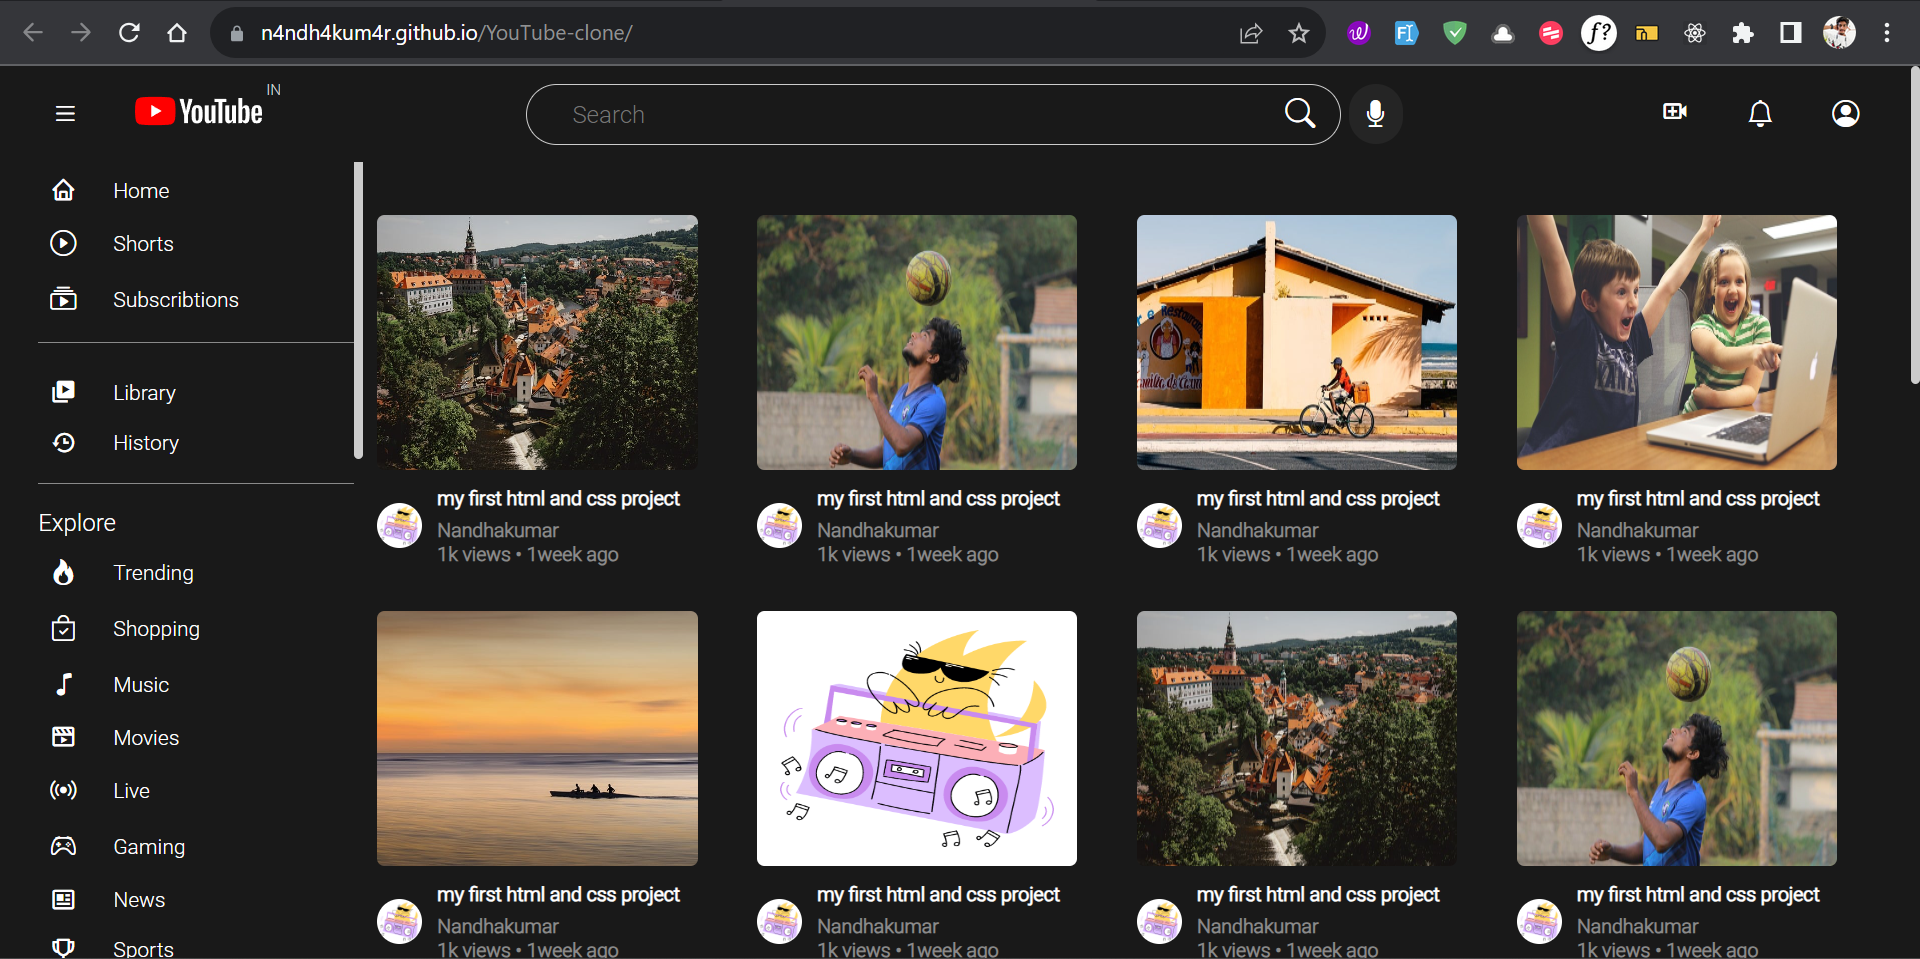 n4ndh4kum4r.github.io/YouTube-clone/
YouTube IN
Search
Home
Shorts
Subscribtions
Library
History
Explore
Trending
Shopping
Music
Movies
Live
Gaming
News
Sports
my first html and css project
Nandhakumar
1k views • 1week ago
my first html and css project
Nandhakumar
1k views • 1week ago
my first html and css project
Nandhakumar
1k views • 1week ago
my first html and css project
Nandhakumar
1k views • 1week ago
my first html and css project
Nandhakumar
1k views • 1week ago
my first html and css project
Nandhakumar
1k views • 1week ago
my first html and css project
Nandhakumar
1k views • 1week ago
my first html and css project
Nandhakumar
1k views • 1week ago